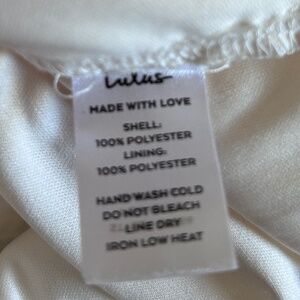 Lulus
MADE WITH LOVE
SHELL:
100% POLYESTER
LINING:
100% POLYESTER
HAND WASH COLD
DO NOT BLEACH
LINE DRY
IRON LOW HEAT